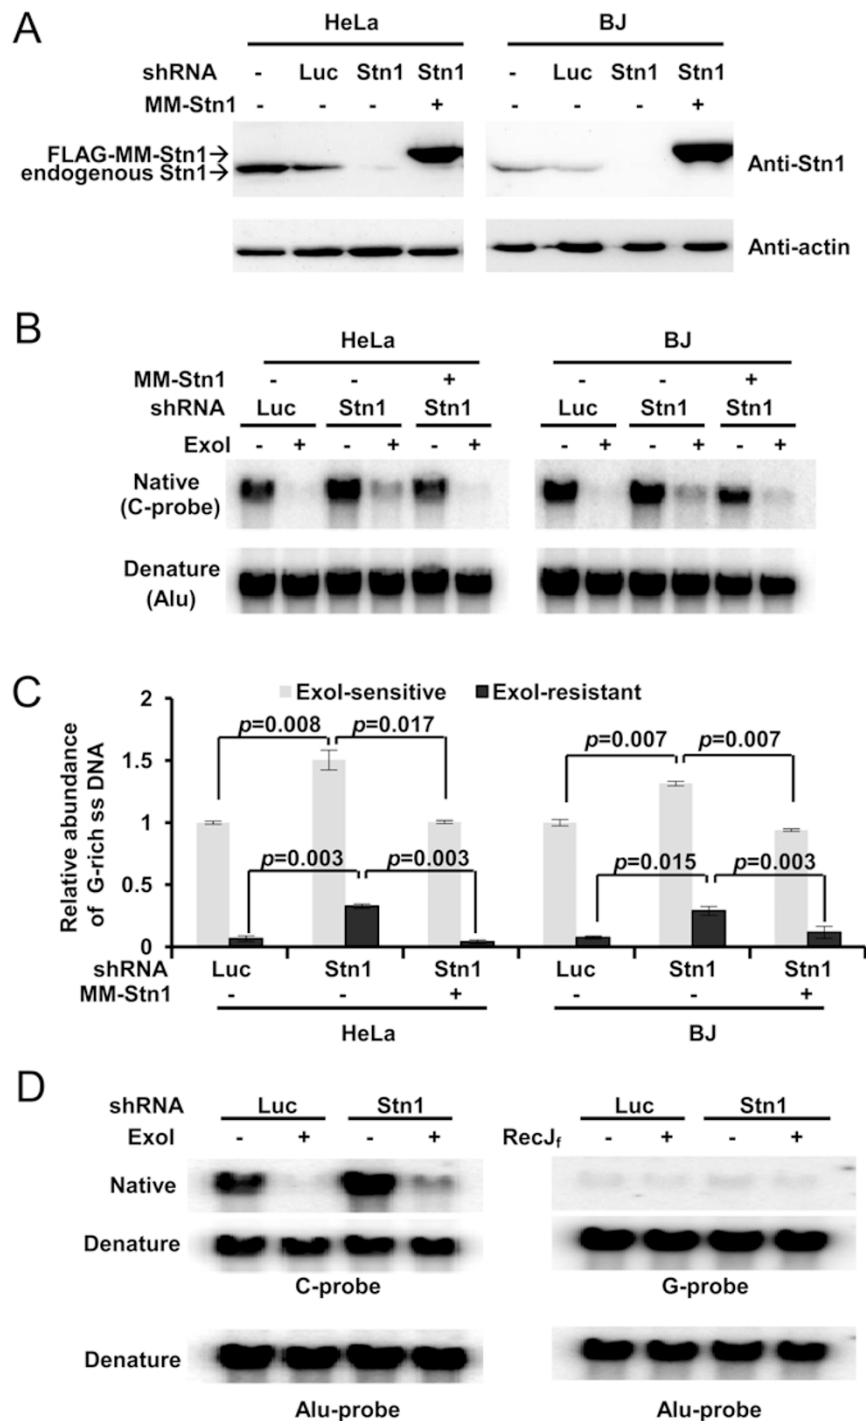 A
HeLa BJ
shRNA - Luc Stn1 Stn1 - Luc Stn1 Stn1
MM-Stn1 - - - + - - - +
FLAG-MM-Stn1→
endogenous Stn1→
Anti-Stn1
Anti-actin
B
HeLa BJ
MM-Stn1 - - + - - +
shRNA Luc Stn1 Stn1 Luc Stn1 Stn1
ExoI - + - + - + - + - + - +
Native
(C-probe)
Denature
(Alu)
C
ExoI-sensitive ExoI-resistant
Relative abundance
of G-rich ss DNA
2
1.5
1
0.5
0
p=0.008 p=0.017 p=0.007 p=0.007
p=0.003 p=0.003 p=0.015 p=0.003
shRNA Luc Stn1 Stn1 Luc Stn1 Stn1
MM-Stn1 - - + - - +
HeLa BJ
D
shRNA Luc Stn1 Luc Stn1
ExoI - + - + RecJf - + - +
Native
Denature
C-probe G-probe
Denature
Alu-probe Alu-probe